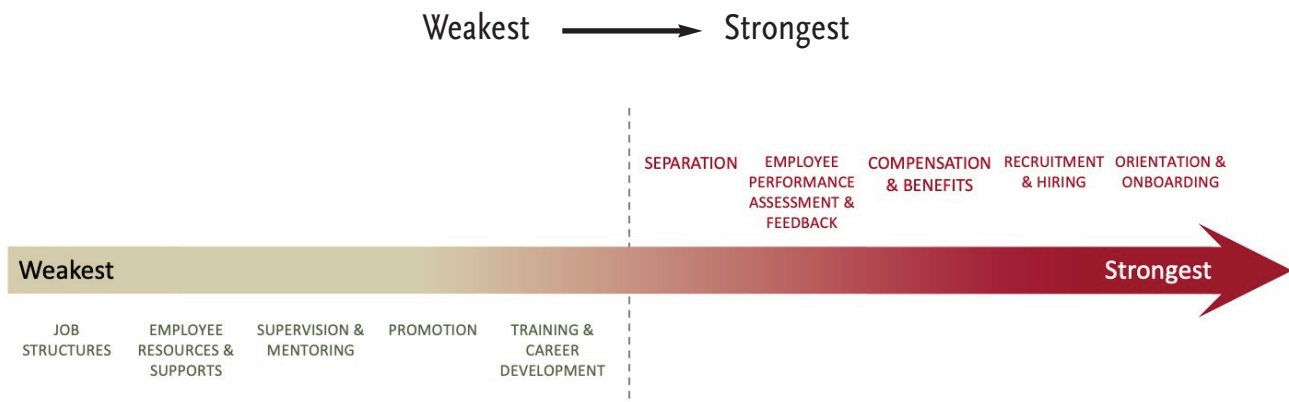 Weakest Strongest
SEPARATION
EMPLOYEE
PERFORMANCE
ASSESSMENT &
FEEDBACK
COMPENSATION
& BENEFITS
RECRUITMENT
& HIRING
ORIENTATION &
ONBOARDING
Weakest Strongest
JOB
STRUCTURES
EMPLOYEE
RESOURCES &
SUPPORTS
SUPERVISION &
MENTORING
PROMOTION
TRAINING &
CAREER
DEVELOPMENT